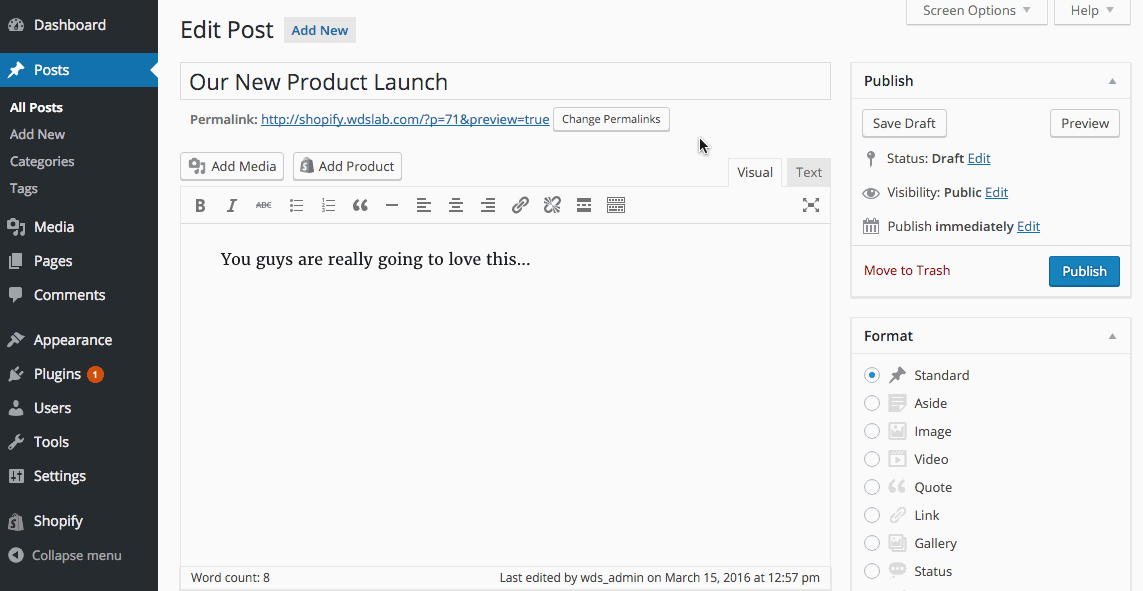 Dashboard
Posts
All Posts
Add New
Categories
Tags
Media
Pages
Comments
Appearance
Plugins 1
Users
Tools
Settings
Shopify
Collapse menu
Screen Options Help
Edit Post Add New
Our New Product Launch
Permalink: http://shopify.wdslab.com/?p=71&preview=true Change Permalinks
Add Media Add Product
Visual Text
B I ABC
You guys are really going to love this...
Word count: 8 Last edited by wds_admin on March 15, 2016 at 12:57 pm
Publish
Save Draft Preview
Status: Draft Edit
Visibility: Public Edit
Publish immediately Edit
Move to Trash Publish
Format
Standard
Aside
Image
Video
Quote
Link
Gallery
Status